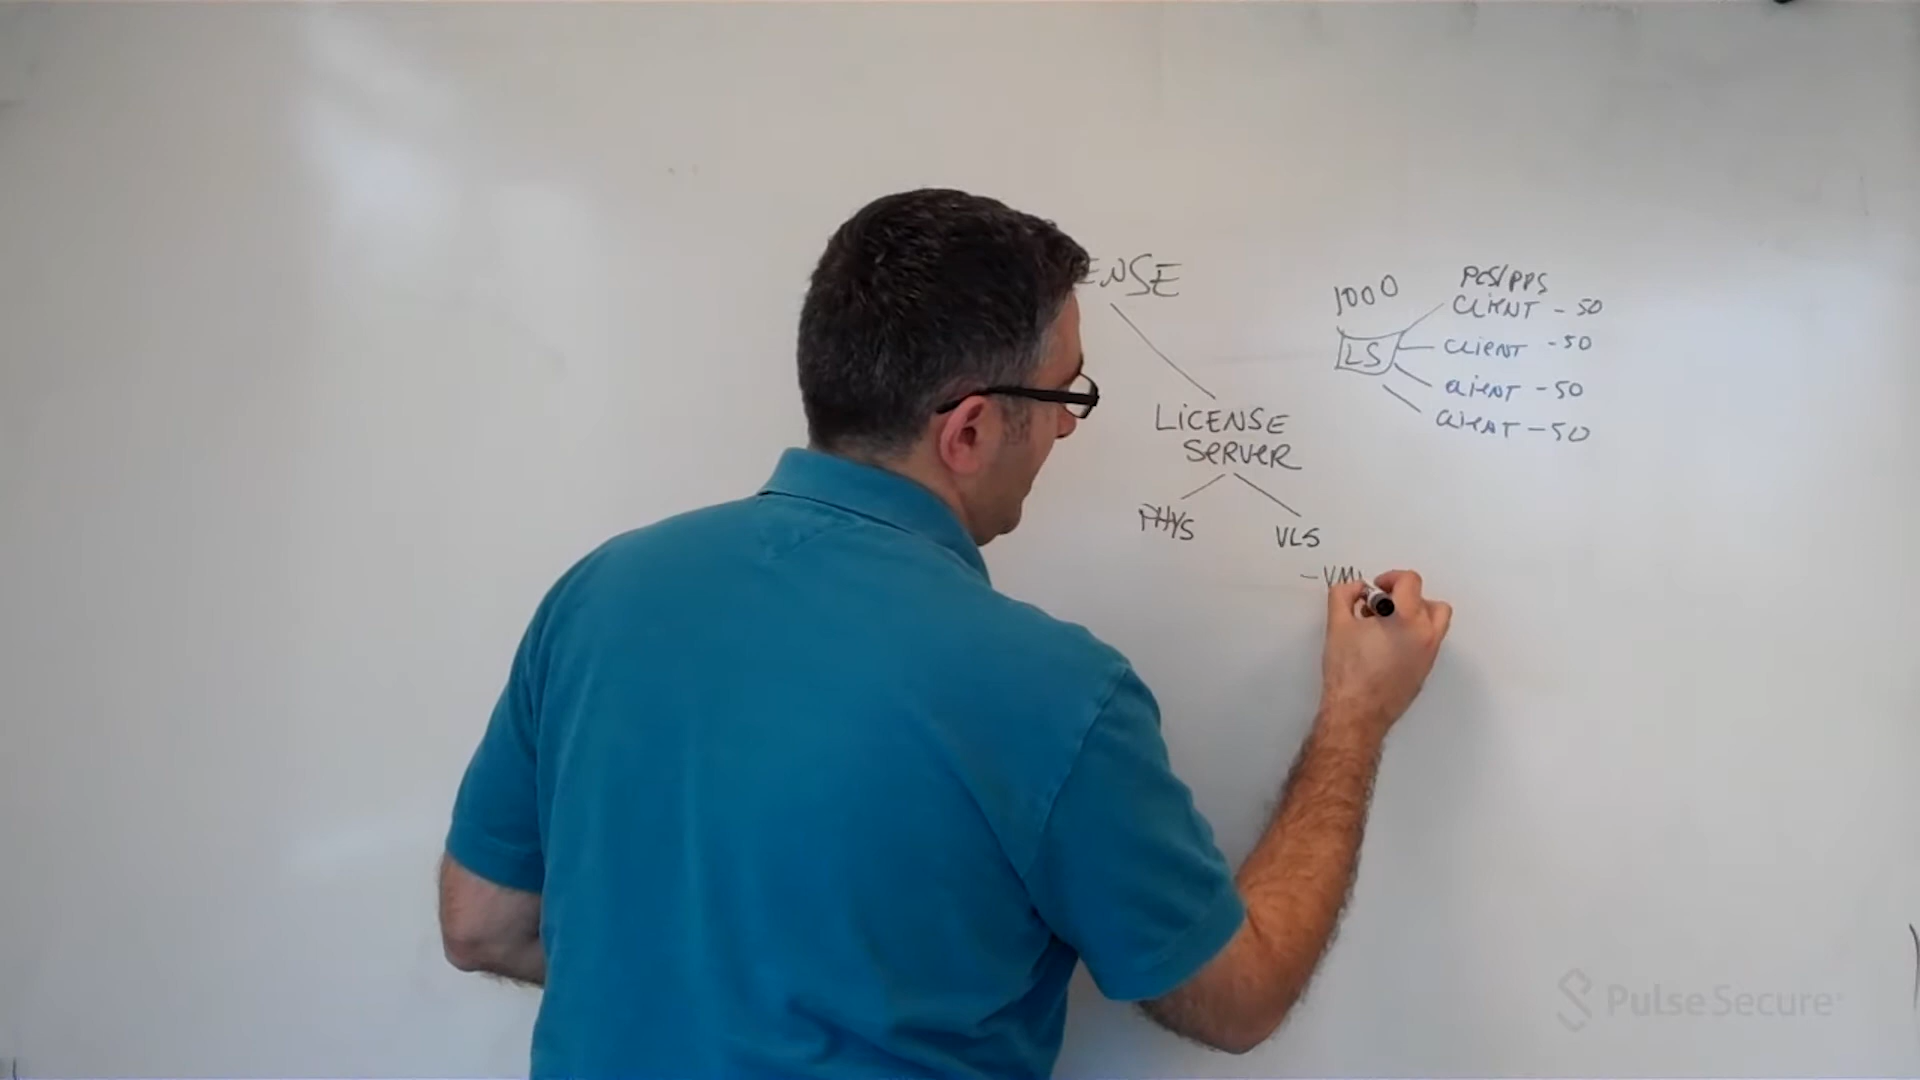 ENSE
LICENSE
SERVER
PHYS
VLS
-VM
1000
LS
PCS/PPS
CLIENT - 50
CLIENT - 50
CLIENT - 50
CLIENT - 50
Pulse Secure